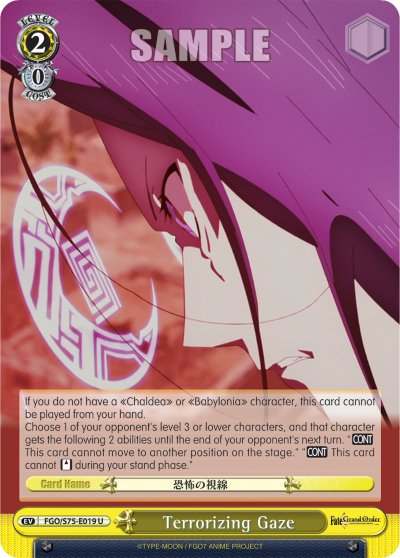 LEVEL
2
0
COST
SAMPLE
If you do not have a «Chaldea» or «Babylonia» character, this card cannot
be played from your hand.
Choose 1 of your opponent's level 3 or lower characters, and that character
gets the following 2 abilities until the end of your opponent's next turn. "CONT
This card cannot move to another position on the stage." "CONT This card
cannot during your stand phase."
Card Name 恐怖の視線
EV FGO/S75-E019 U Terrorizing Gaze Fate/Grand Order
©TYPE-MOON / FGO7 ANIME PROJECT